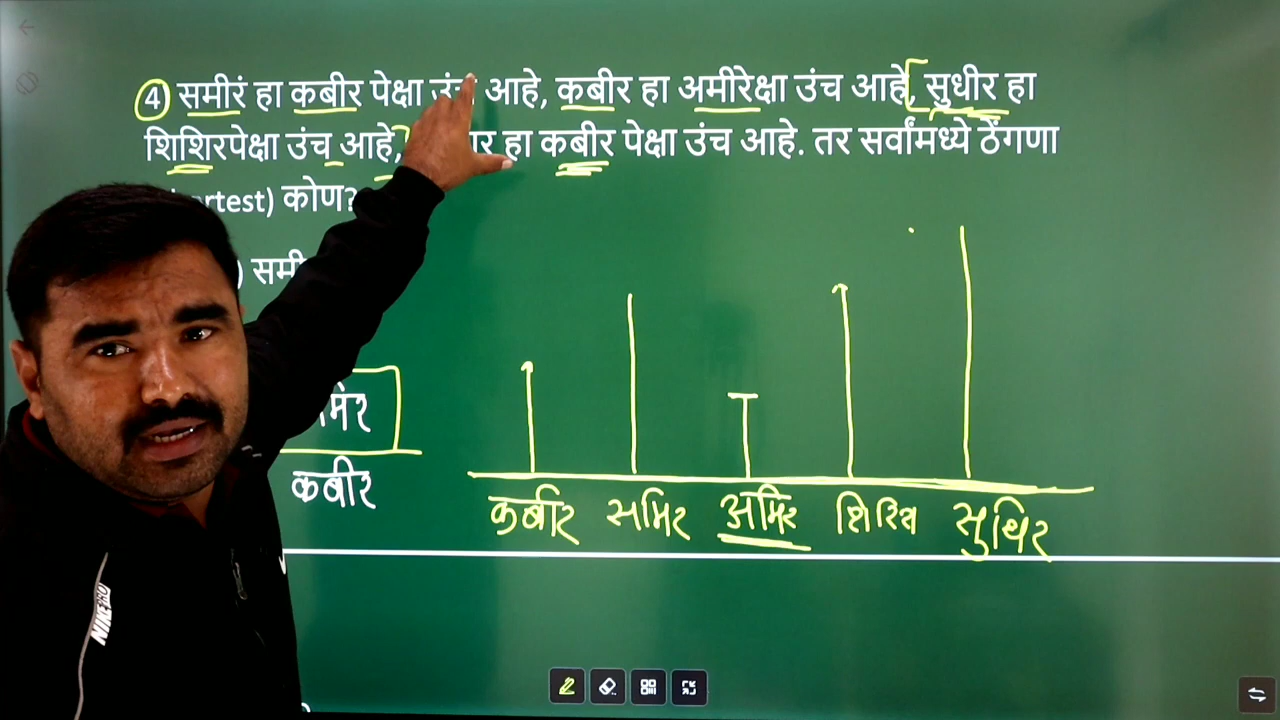 4) समीरं हा कबीर पेक्षा उंच आहे, कबीर हा अमीरेक्षा उंच आहे, सुधीर हा
शिशिरपेक्षा उंच आहे, हा कबीर पेक्षा उंच आहे. तर सर्वांमध्ये ठेंगणा
कोण?
कबीर
कबीर समिर अमिर शिशिर सुधिर
NIKE